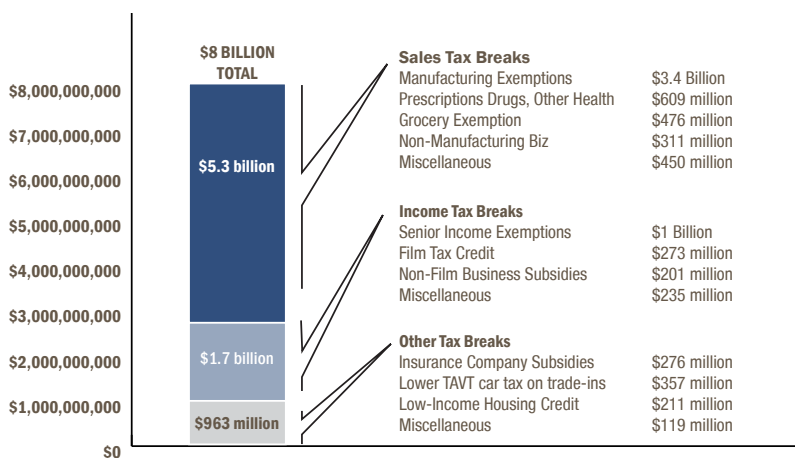 $8 BILLION
TOTAL
$8,000,000,000
$7,000,000,000
$6,000,000,000
$5,000,000,000
$4,000,000,000
$3,000,000,000
$2,000,000,000
$1,000,000,000
$0
$5.3 billion
$1.7 billion
$963 million
Sales Tax Breaks
Manufacturing Exemptions $3.4 Billion
Prescriptions Drugs, Other Health $609 million
Grocery Exemption $476 million
Non-Manufacturing Biz $311 million
Miscellaneous $450 million
Income Tax Breaks
Senior Income Exemptions $1 Billion
Film Tax Credit $273 million
Non-Film Business Subsidies $201 million
Miscellaneous $235 million
Other Tax Breaks
Insurance Company Subsidies $276 million
Lower TAVT car tax on trade-ins $357 million
Low-Income Housing Credit $211 million
Miscellaneous $119 million